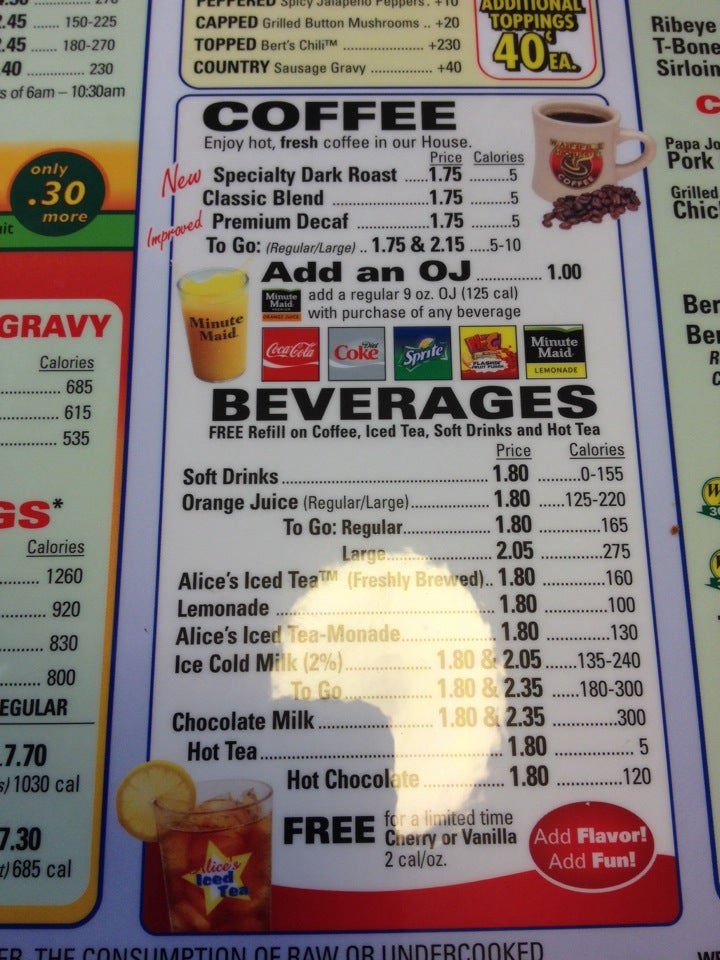 .45 ..... 150-225
.45 ..... 180-270
40 ............ 230
s of 6am – 10:30am
only
.30
more
GRAVY
Calories
............... 685
............... 615
............... 535
GS*
Calories
....... 1260
......... 920
......... 830
......... 800
EGULAR
7.70
1030 cal
7.30
685 cal
PEPPERED Spicy Jalapeño Peppers. +10
CAPPED Grilled Button Mushrooms .. +20
TOPPED Bert's Chili™ ............. +230
COUNTRY Sausage Gravy ............... +40
ADDITIONAL
TOPPINGS
40¢ EA.
COFFEE
Enjoy hot, fresh coffee in our House.
Price Calories
New Specialty Dark Roast .....1.75 .........5
Classic Blend ....................1.75 .........5
Improved Premium Decaf ................1.75 .........5
To Go: (Regular/Large) .. 1.75 & 2.15 .....5-10
WAFFLE HOUSE
COFFEE
Add an OJ ............. 1.00
Minute
Maid
ORANGE JUICE
add a regular 9 oz. OJ (125 cal)
with purchase of any beverage
Minute
Maid
Coca-Cola
Diet
Coke
Sprite
Minute
Maid
LEMONADE
BEVERAGES
FREE Refill on Coffee, Iced Tea, Soft Drinks and Hot Tea
Price Calories
Soft Drinks ................................ 1.80 ..........0-155
Orange Juice (Regular/Large)............... 1.80 ......125-220
To Go: Regular................. 1.80 ..............165
Large.................... 2.05 ..............275
Alice's Iced Tea™ (Freshly Brewed).. 1.80 ..............160
Lemonade .................................... 1.80 ..............100
Alice's Iced Tea-Monade................ 1.80 ..............130
Ice Cold Milk (2%)............... 1.80 & 2.05 ......135-240
To Go ............... 1.80 & 2.35 ......180-300
Chocolate Milk .................... 1.80 & 2.35 .............300
Hot Tea........................................ 1.80 ..................5
Hot Chocolate ................. 1.80 ..............120
FREE for a limited time
Cherry or Vanilla
2 cal/oz.
Add Flavor!
Add Fun!
Alice's
Iced
Tea
THE CONSUMPTION OF RAW OR UNDERCOOKED
Ribeye
T-Bone
Sirloin
C
Papa Jo
Pork
Grilled
Chic
Ber
Ber